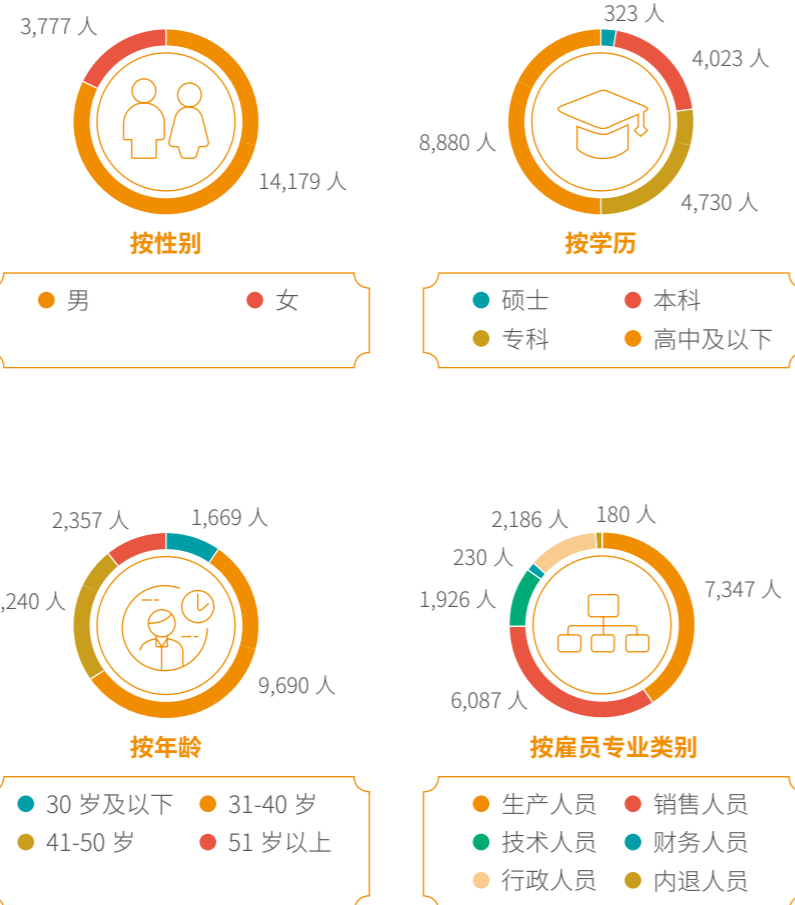 3,777 人
14,179 人
按性别
男 女
323 人
4,023 人
8,880 人
4,730 人
按学历
硕士 本科
专科 高中及以下
2,357 人 1,669 人
,240 人
9,690 人
按年龄
30 岁及以下 31-40 岁
41-50 岁 51 岁以上
2,186 人 180 人
230 人
1,926 人
7,347 人
6,087 人
按雇员专业类别
生产人员 销售人员
技术人员 财务人员
行政人员 内退人员